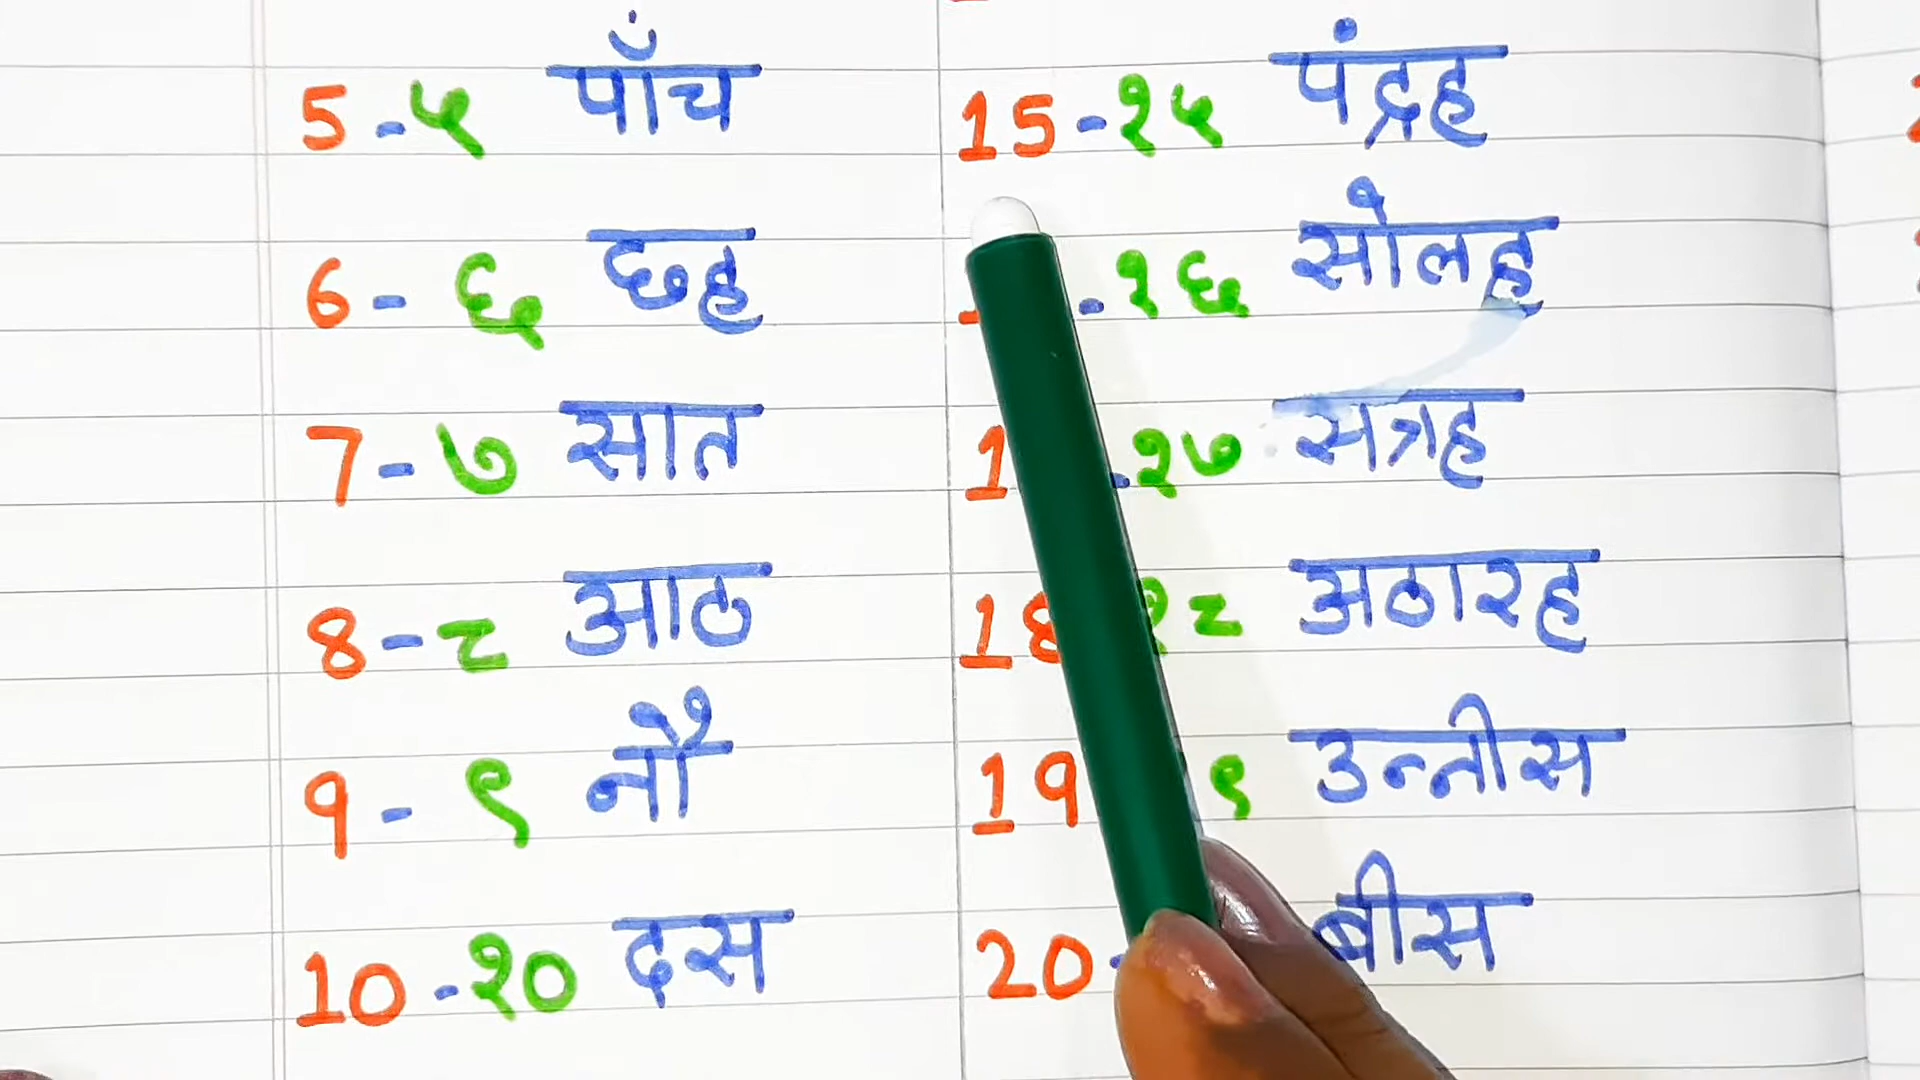 5 - ५ पाँच
6 - ६ छह
7 - ७ सात
8 - ८ आठ
9 - ९ नौ
10 - १० दस
15 - १५ पंद्रह
- १६ सोलह
- १७ सत्रह
18 ८ अठारह
19 ९ उन्नीस
20 - बीस